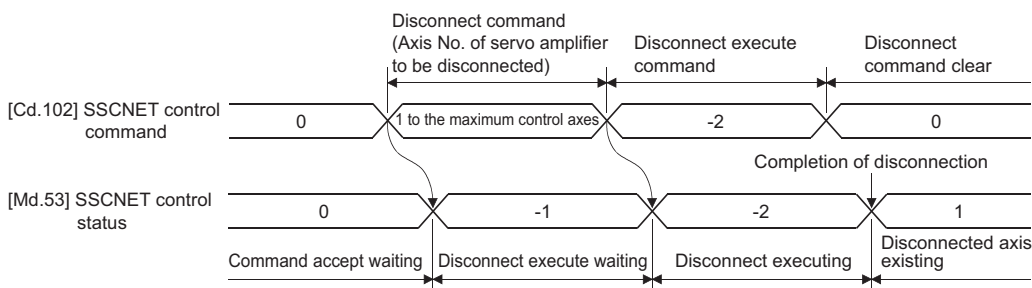 Disconnect command
(Axis No. of servo amplifier
to be disconnected)
Disconnect execute
command
Disconnect
command clear
[Cd.102] SSCNET control
command
0
1 to the maximum control axes
-2
0
Completion of disconnection
[Md.53] SSCNET control
status
0
-1
-2
1
Command accept waiting
Disconnect execute waiting
Disconnect executing
Disconnected axis
existing